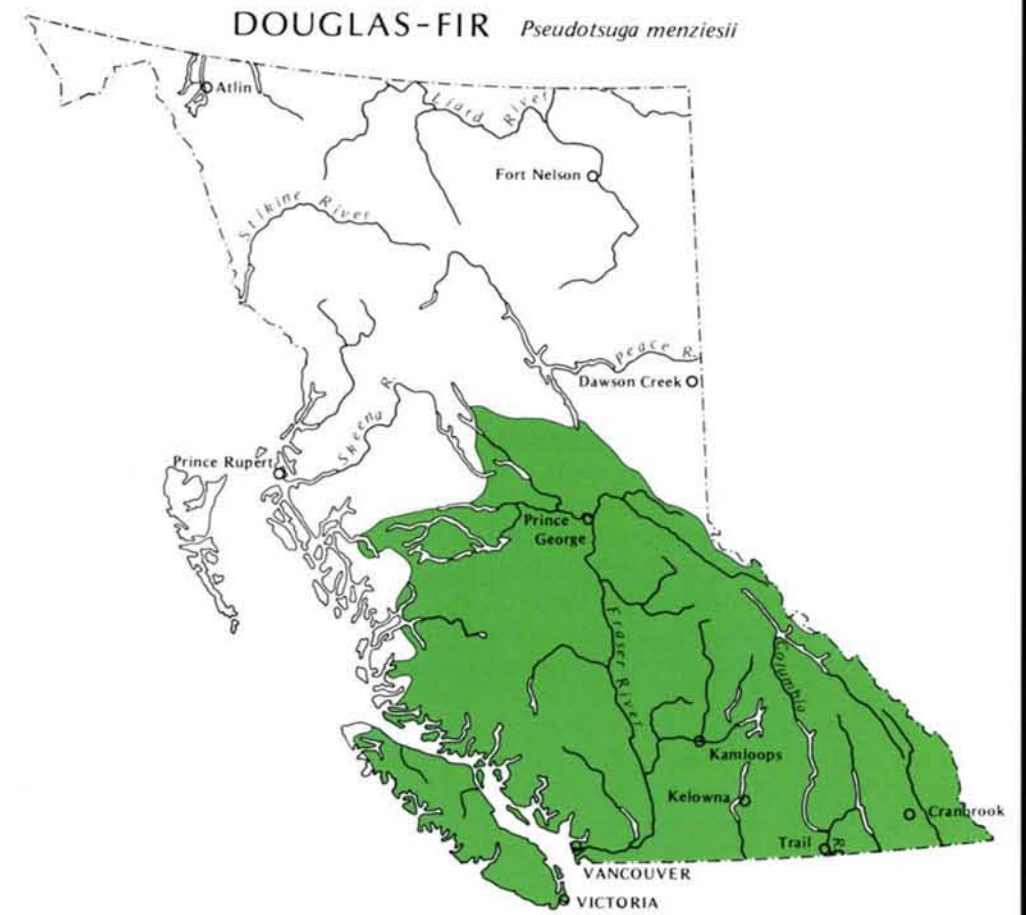 DOUGLAS-FIR Pseudotsuga menziesii
Atlin
Liard River
Fort Nelson
Stikine River
Peace R.
Dawson Creek
Skeena R.
Prince Rupert
Prince
George
Fraser River
Columbia
Kamloops
Kelowna
Cranbrook
Trail
R.
VANCOUVER
VICTORIA